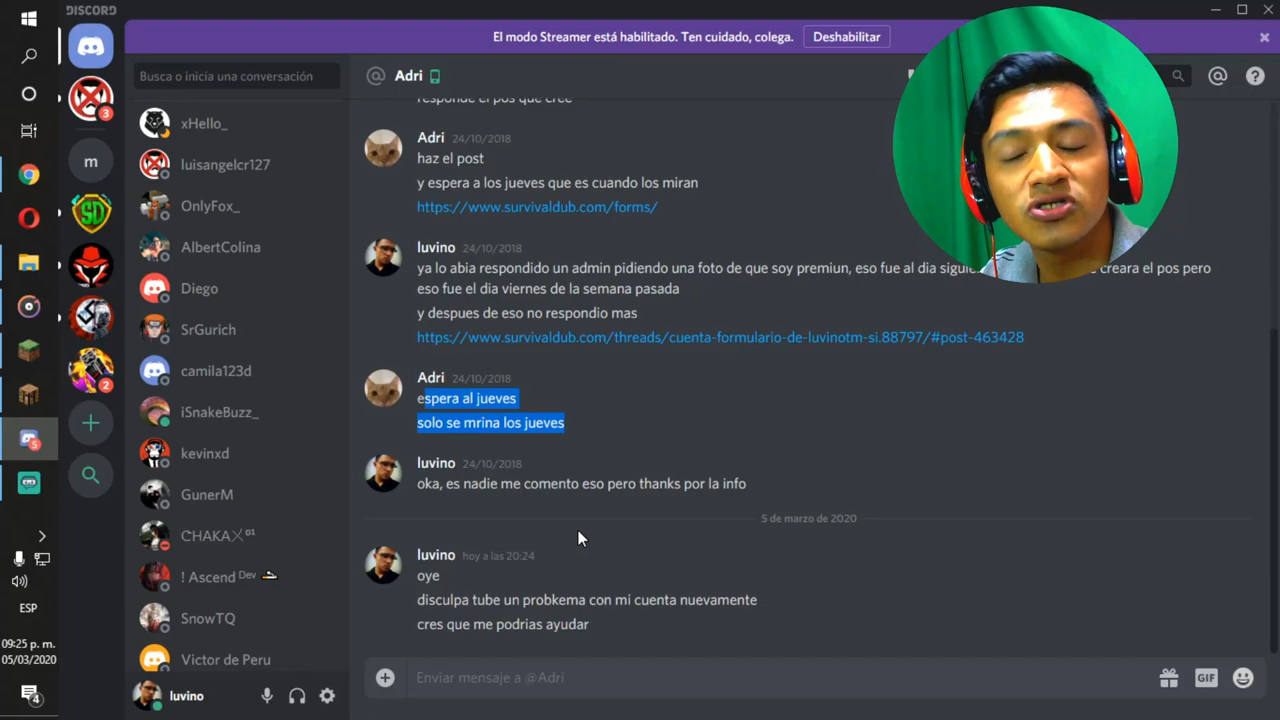 DISCORD
El modo Streamer está habilitado. Ten cuidado, colega. Deshabilitar
Busca o inicia una conversación
xHello_
luisangelcr127
OnlyFox_
AlbertColina
Diego
SrGurich
camila123d
iSnakeBuzz_
kevinxd
GunerM
CHAKA╳⁰¹
! Ascend Dev
SnowTQ
Victor de Peru
luvino
3
m
SD
2
5
ESP
09:25 p. m.
05/03/2020
4
@ Adri
responde el pos que cree
Adri 24/10/2018
haz el post
y espera a los jueves que es cuando los miran
https://www.survivaldub.com/forms/
luvino 24/10/2018
ya lo abia respondido un admin pidiendo una foto de que soy premiun, eso fue al dia creara el pos pero
eso fue el dia viernes de la semana pasada
y despues de eso no respondio mas
https://www.survivaldub.com/threads/cuenta-formulario-de-luvinotm-si.88797/#post-463428
Adri 24/10/2018
espera al jueves
solo se mrina los jueves
luvino 24/10/2018
oka, es nadie me comento eso pero thanks por la info
5 de marzo de 2020
luvino hoy a las 20:24
oye
disculpa tube un probkema con mi cuenta nuevamente
cres que me podrias ayudar
Enviar mensaje a @Adri
GIF